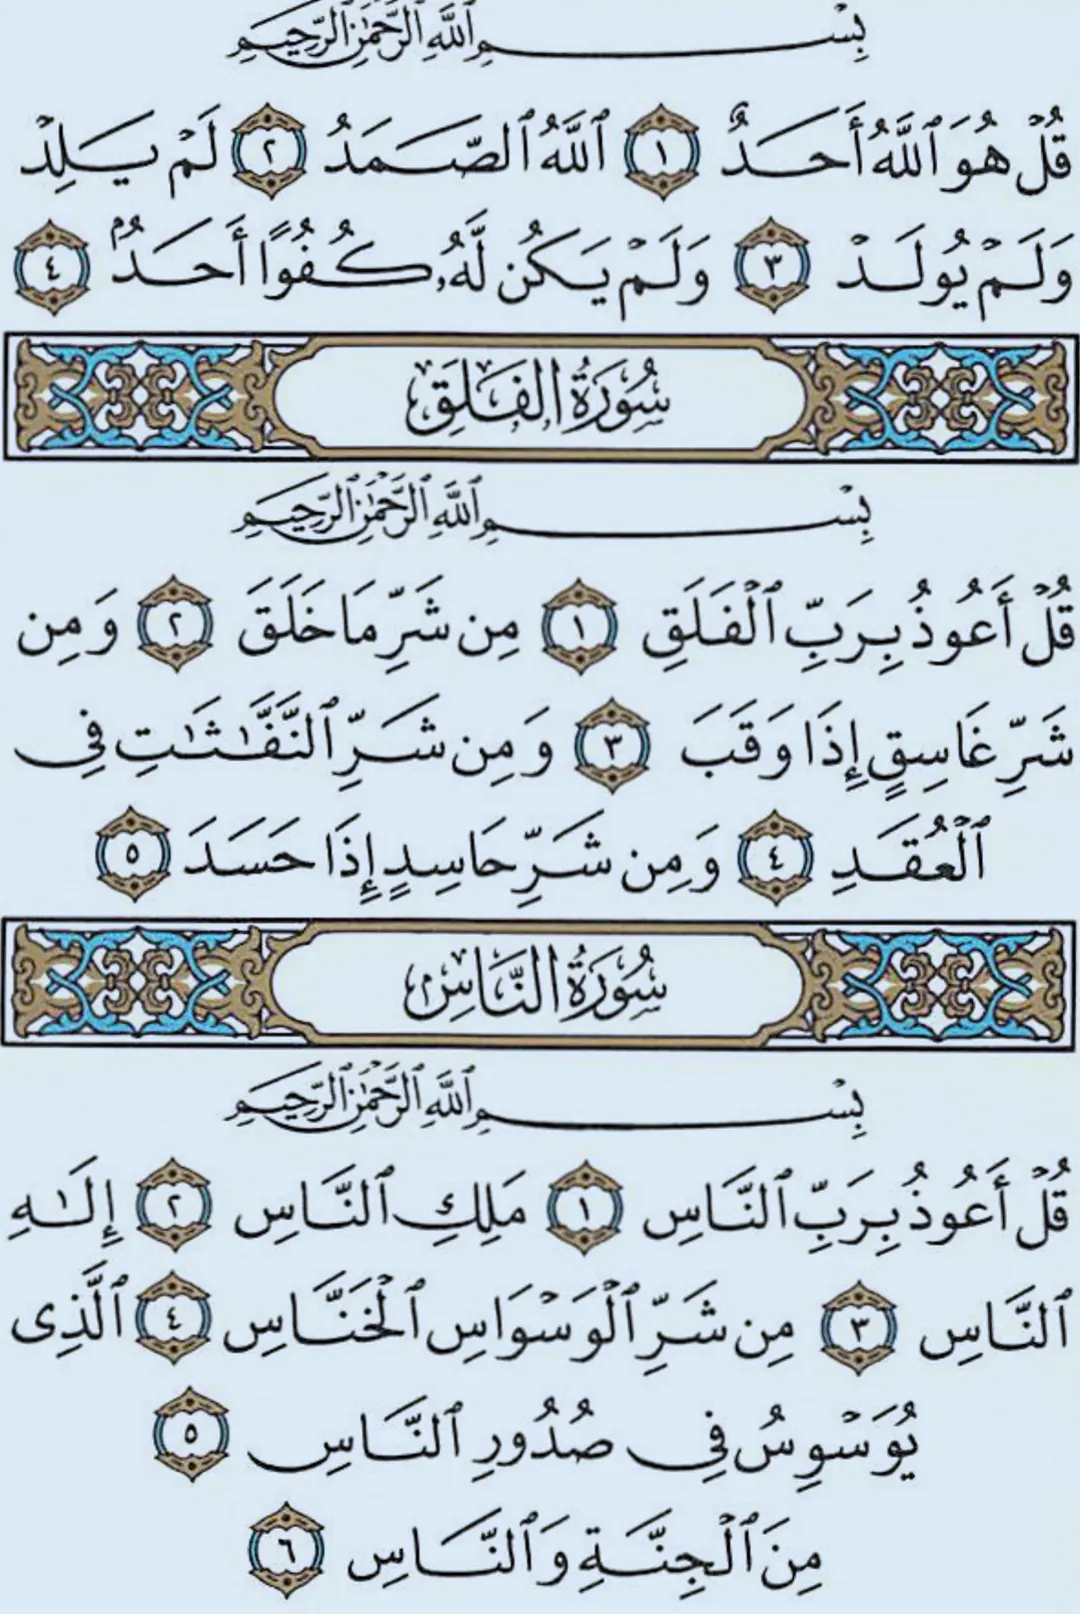 بِسْمِ ٱللَّهِ ٱلرَّحْمَٰنِ ٱلرَّحِيمِ
قُلْ هُوَ ٱللَّهُ أَحَدٌ ١ ٱللَّهُ ٱلصَّمَدُ ٢ لَمْ يَلِدْ
وَلَمْ يُولَدْ ٣ وَلَمْ يَكُن لَّهُۥ كُفُوًا أَحَدٌۢ ٤
سُورَةُ الفَلَقِ
بِسْمِ ٱللَّهِ ٱلرَّحْمَٰنِ ٱلرَّحِيمِ
قُلْ أَعُوذُ بِرَبِّ ٱلْفَلَقِ ١ مِن شَرِّ مَا خَلَقَ ٢ وَمِن
شَرِّ غَاسِقٍ إِذَا وَقَبَ ٣ وَمِن شَرِّ ٱلنَّفَّٰثَٰتِ فِى
ٱلْعُقَدِ ٤ وَمِن شَرِّ حَاسِدٍ إِذَا حَسَدَ ٥
سُورَةُ النَّاسِ
بِسْمِ ٱللَّهِ ٱلرَّحْمَٰنِ ٱلرَّحِيمِ
قُلْ أَعُوذُ بِرَبِّ ٱلنَّاسِ ١ مَلِكِ ٱلنَّاسِ ٢ إِلَٰهِ
ٱلنَّاسِ ٣ مِن شَرِّ ٱلْوَسْوَاسِ ٱلْخَنَّاسِ ٤ ٱلَّذِى
يُوَسْوِسُ فِى صُدُورِ ٱلنَّاسِ ٥
مِنَ ٱلْجِنَّةِ وَٱلنَّاسِ ٦